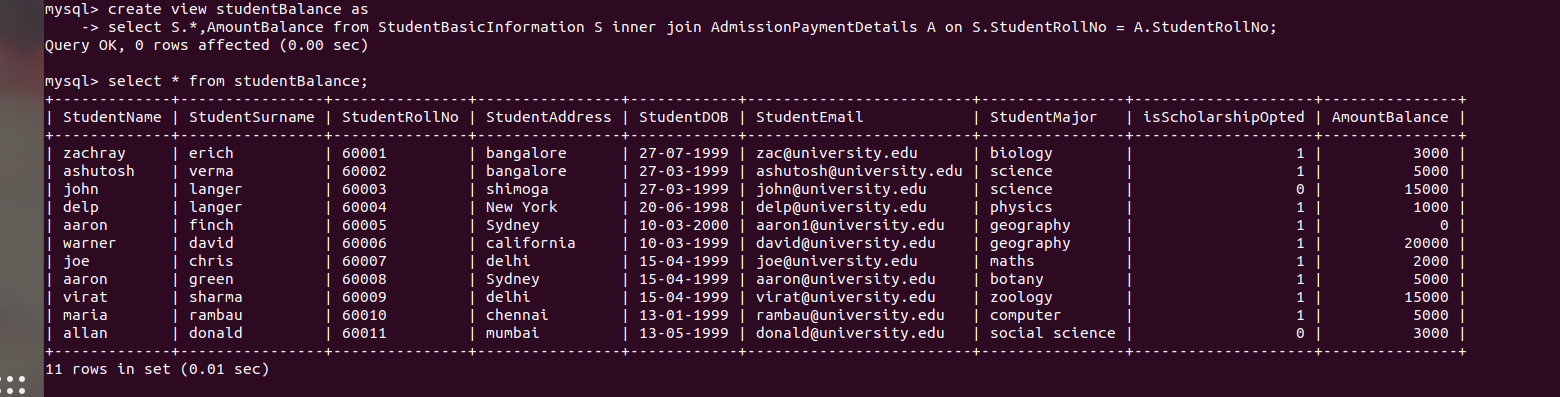 mysql> create view studentBalance as
    -> select S.*,AmountBalance from StudentBasicInformation S inner join AdmissionPaymentDetails A on S.StudentRollNo = A.StudentRollNo;
Query OK, 0 rows affected (0.00 sec)

mysql> select * from studentBalance;
+-------------+----------------+---------------+----------------+------------+-------------------------+----------------+--------------------+---------------+
| StudentName | StudentSurname | StudentRollNo | StudentAddress | StudentDOB | StudentEmail            | StudentMajor   | isScholarshipOpted | AmountBalance |
+-------------+----------------+---------------+----------------+------------+-------------------------+----------------+--------------------+---------------+
| zachray     | erich          | 60001         | bangalore      | 27-07-1999 | zac@university.edu      | biology        |                  1 |          3000 |
| ashutosh    | verma          | 60002         | bangalore      | 27-03-1999 | ashutosh@university.edu | science        |                  1 |          5000 |
| john        | langer         | 60003         | shimoga        | 27-03-1999 | john@university.edu     | science        |                  0 |         15000 |
| delp        | langer         | 60004         | New York       | 20-06-1998 | delp@university.edu     | physics        |                  1 |          1000 |
| aaron       | finch          | 60005         | Sydney         | 10-03-2000 | aaron1@university.edu   | geography      |                  1 |             0 |
| warner      | david          | 60006         | california     | 10-03-1999 | david@university.edu    | geography      |                  1 |         20000 |
| joe         | chris          | 60007         | delhi          | 15-04-1999 | joe@university.edu      | maths          |                  1 |          2000 |
| aaron       | green          | 60008         | Sydney         | 15-04-1999 | aaron@university.edu    | botany         |                  1 |          5000 |
| virat       | sharma         | 60009         | delhi          | 15-04-1999 | virat@university.edu    | zoology        |                  1 |         15000 |
| maria       | rambau         | 60010         | chennai        | 13-01-1999 | rambau@university.edu   | computer       |                  1 |          5000 |
| allan       | donald         | 60011         | mumbai         | 13-05-1999 | donald@university.edu   | social science |                  0 |          3000 |
+-------------+----------------+---------------+----------------+------------+-------------------------+----------------+--------------------+---------------+
11 rows in set (0.01 sec)